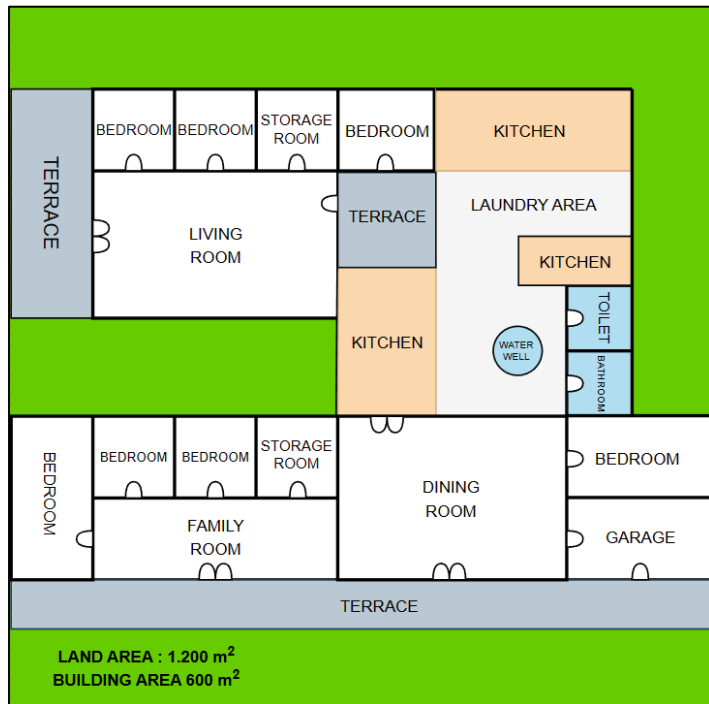 BEDROOM
BEDROOM
STORAGE
ROOM
BEDROOM
KITCHEN
TERRACE
LIVING
ROOM
TERRACE
LAUNDRY AREA
KITCHEN
TOILET
KITCHEN
WATER
WELL
BATHROOM
BEDROOM
BEDROOM
BEDROOM
STORAGE
ROOM
DINING
ROOM
BEDROOM
FAMILY
ROOM
GARAGE
TERRACE
LAND AREA : 1.200 m²
BUILDING AREA 600 m²